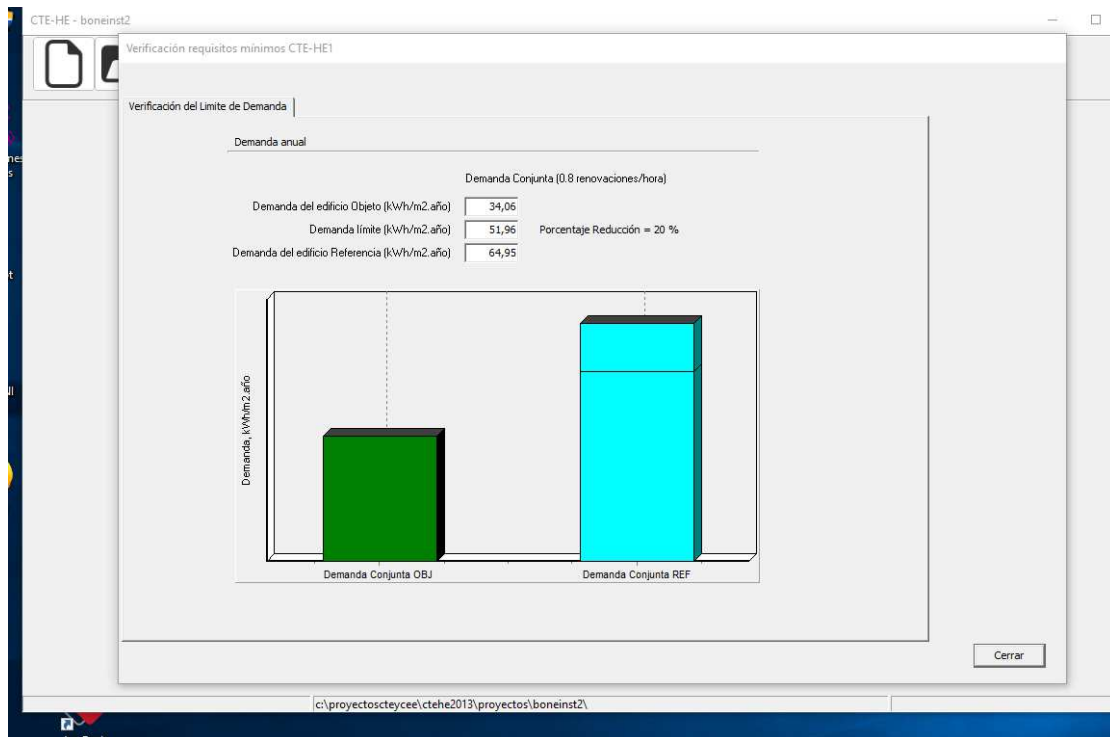 CTE-HE - boneinst2
Verificación requisitos mínimos CTE-HE1
Verificación del Limite de Demanda
Demanda anual
Demanda Conjunta (0.8 renovaciones/hora)
Demanda del edificio Objeto (kWh/m2.año) 34,06
Demanda límite (kWh/m2.año) 51,96 Porcentaje Reducción = 20 %
Demanda del edificio Referencia (kWh/m2.año) 64,95
Demanda, kWh/m2.año
Demanda Conjunta OBJ Demanda Conjunta REF
Cerrar
c:\proyectoscteycee\ctehe2013\proyectos\boneinst2\